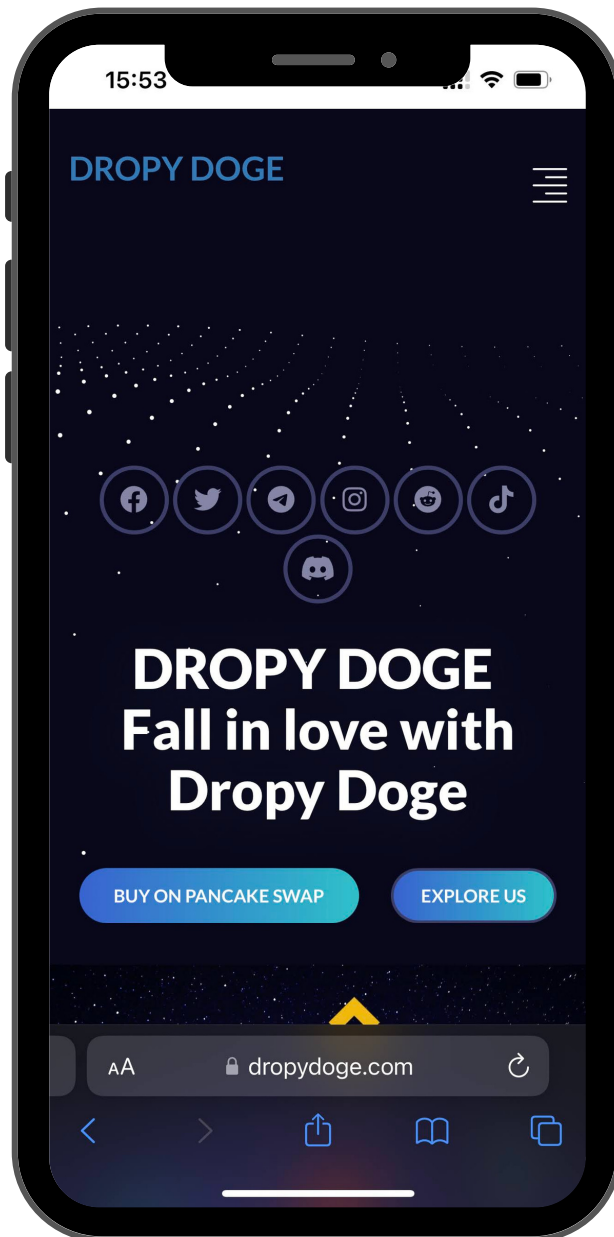 15:53
DROPY DOGE
DROPY DOGE
Fall in love with
Dropy Doge
BUY ON PANCAKE SWAP
EXPLORE US
AA
dropydoge.com